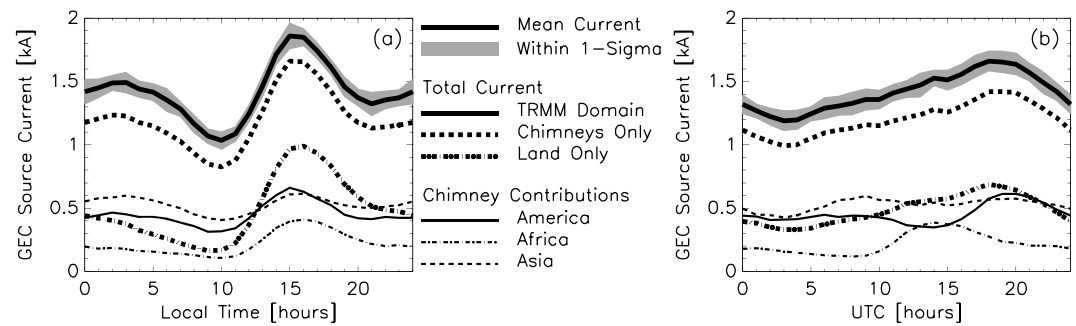 GEC Source Current [kA]
2
1.5
1
0.5
0
(a)
0 5 10 15 20
Local Time [hours]
Mean Current
Within 1-Sigma
Total Current
TRMM Domain
Chimneys Only
Land Only
Chimney Contributions
America
Africa
Asia
GEC Source Current [kA]
2
1.5
1
0.5
0
(b)
0 5 10 15 20
UTC [hours]